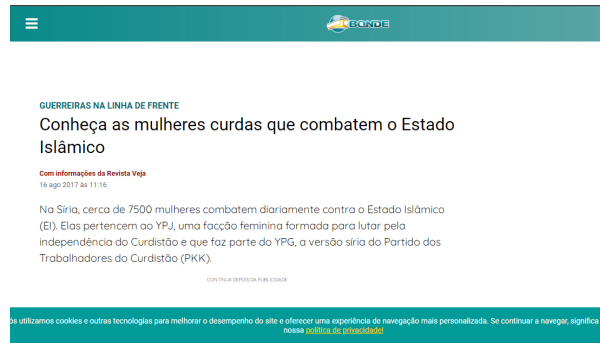 BONDE
GUERREIRAS NA LINHA DE FRENTE
Conheça as mulheres curdas que combatem o Estado
Islâmico
Com informações da Revista Veja
16 ago 2017 às 11:16
Na Síria, cerca de 7500 mulheres combatem diariamente contra o Estado Islâmico
(EI). Elas pertencem ao YPJ, uma facção feminina formada para lutar pela
independência do Curdistão e que faz parte do YPG, a versão síria do Partido dos
Trabalhadores do Curdistão (PKK).
CONTINUA DEPOIS DA PUBLICIDADE
ós utilizamos cookies e outras tecnologias para melhorar o desempenho do site e oferecer uma experiência de navegação mais personalizada. Se continuar a navegar, significa
nossa política de privacidade!